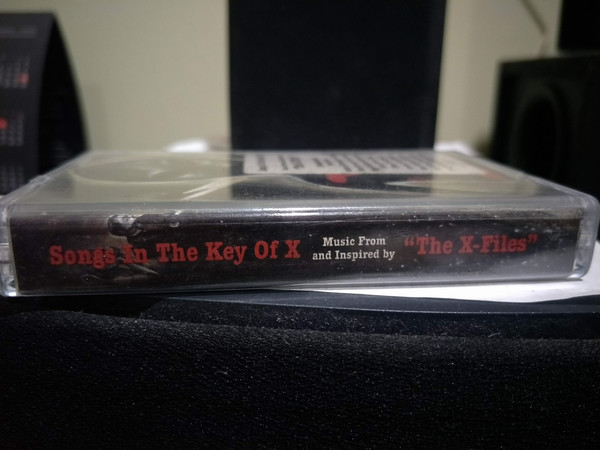 Songs In The Key Of X
Music From
and Inspired by
“The X-Files”